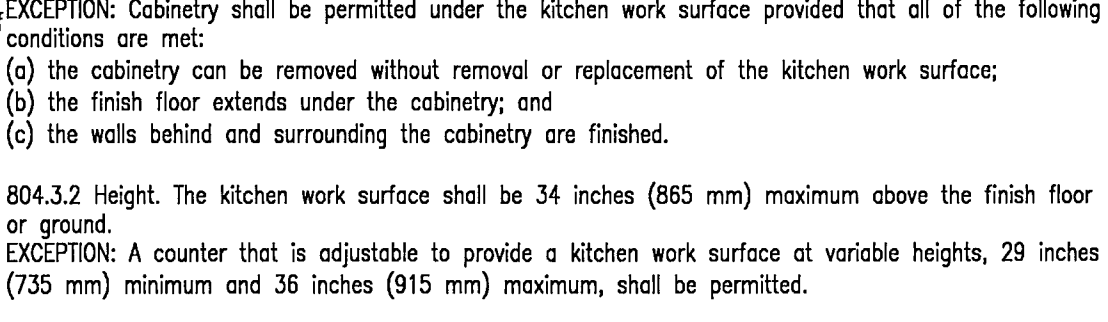 EXCEPTION: Cabinetry shall be permitted under the kitchen work surface provided that all of the following
conditions are met:
(a) the cabinetry can be removed without removal or replacement of the kitchen work surface;
(b) the finish floor extends under the cabinetry; and
(c) the walls behind and surrounding the cabinetry are finished.
804.3.2 Height. The kitchen work surface shall be 34 inches (865 mm) maximum above the finish floor
or ground.
EXCEPTION: A counter that is adjustable to provide a kitchen work surface at variable heights, 29 inches
(735 mm) minimum and 36 inches (915 mm) maximum, shall be permitted.